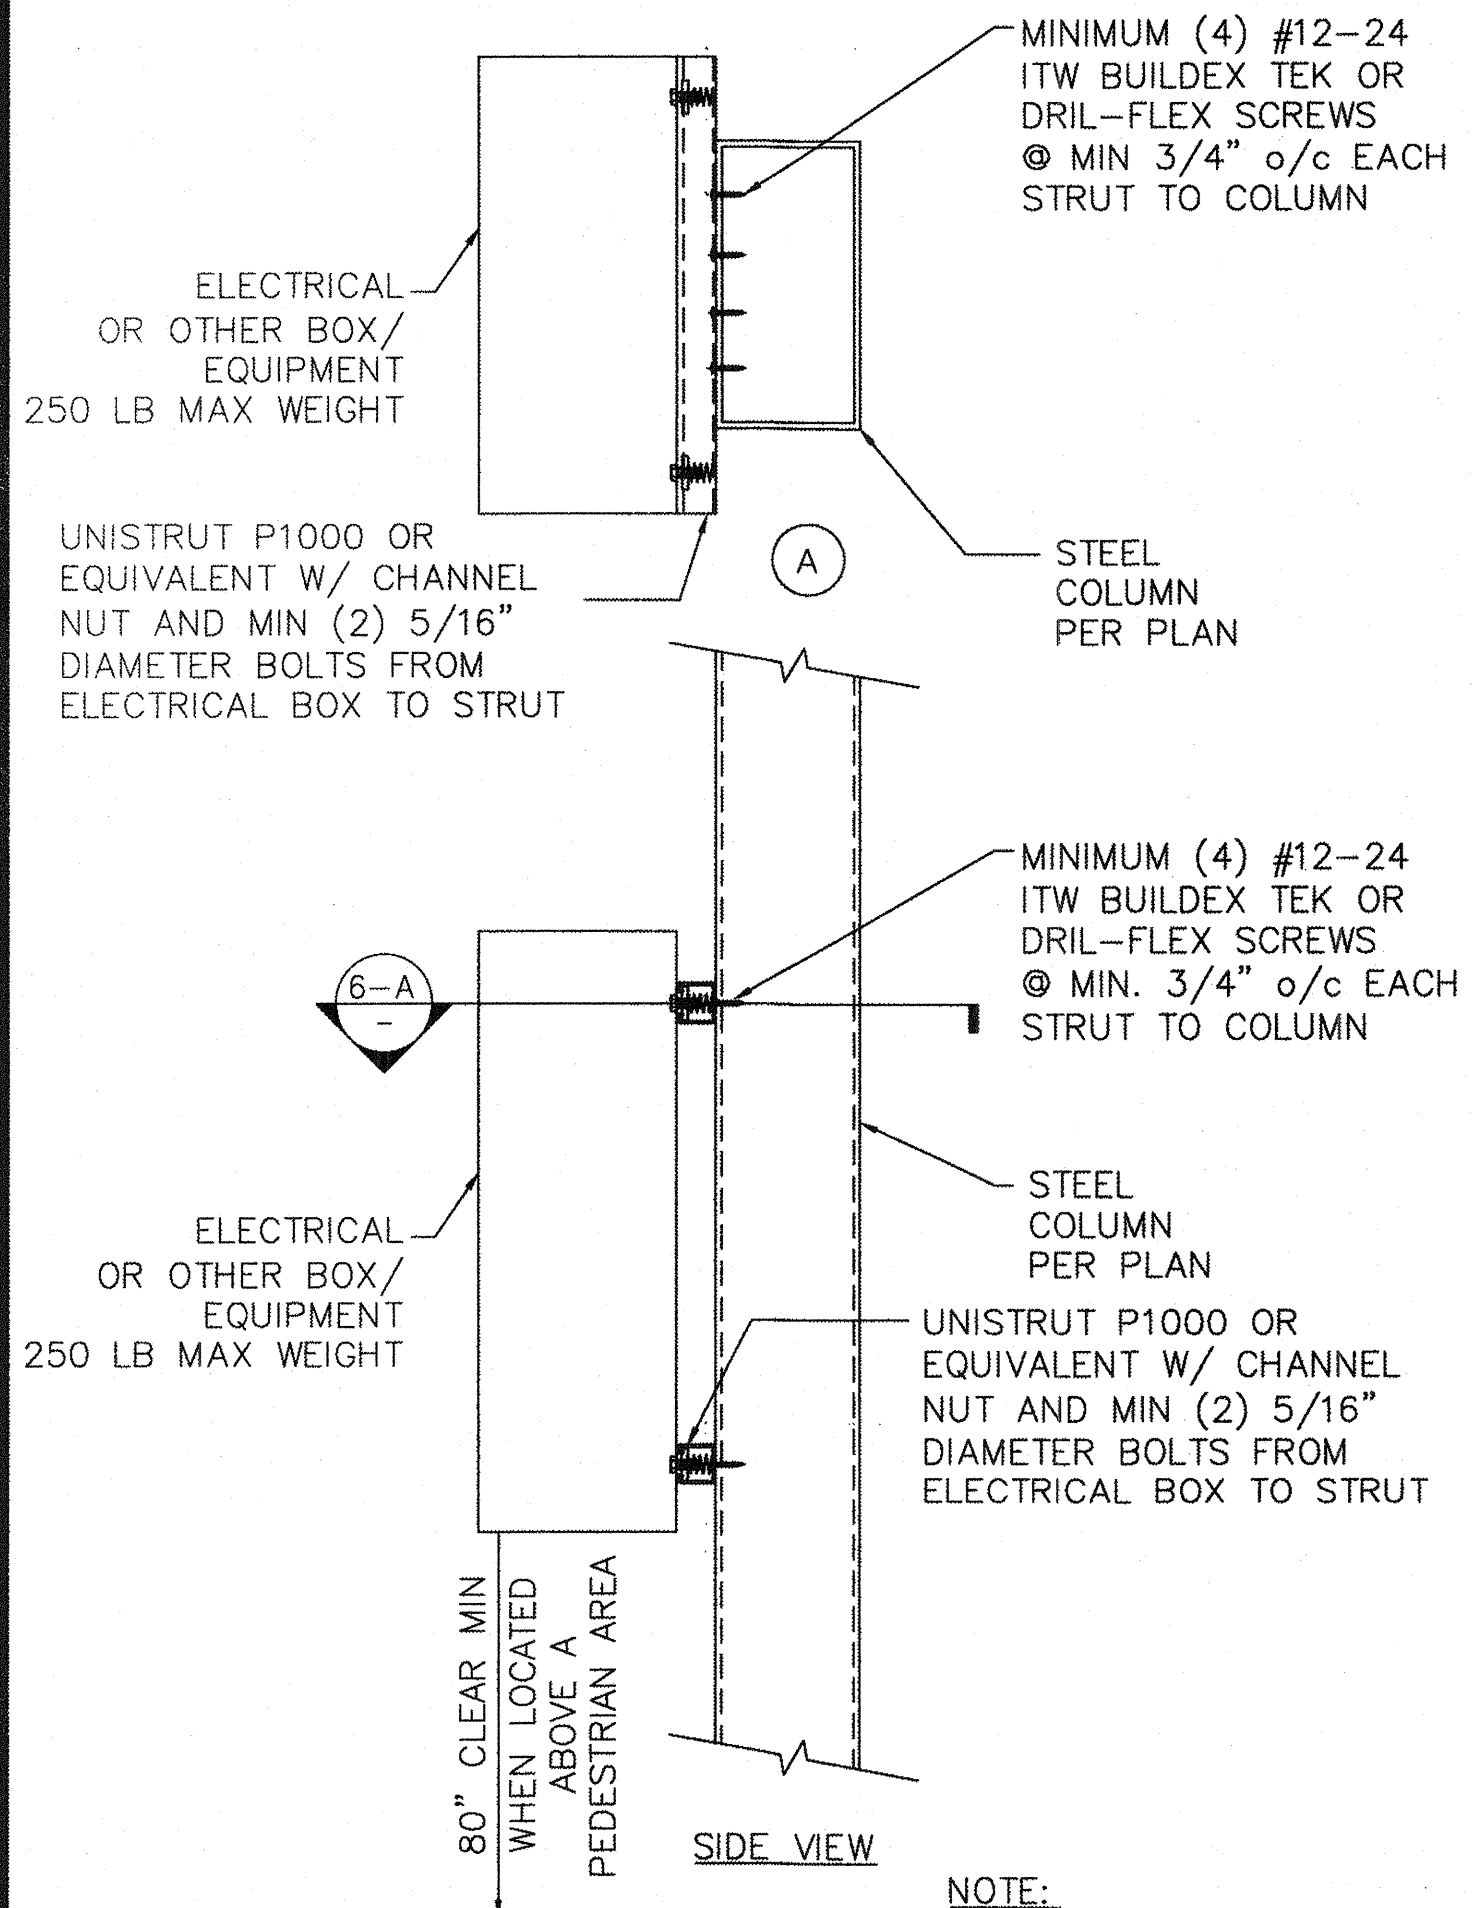 MINIMUM (4) #12-24
ITW BUILDEX TEK OR
DRIL-FLEX SCREWS
@ MIN 3/4" o/c EACH
STRUT TO COLUMN
ELECTRICAL
OR OTHER BOX/
EQUIPMENT
250 LB MAX WEIGHT
UNISTRUT P1000 OR
EQUIVALENT W/ CHANNEL
NUT AND MIN (2) 5/16"
DIAMETER BOLTS FROM
ELECTRICAL BOX TO STRUT
A
STEEL
COLUMN
PER PLAN
MINIMUM (4) #12-24
ITW BUILDEX TEK OR
DRIL-FLEX SCREWS
@ MIN. 3/4" o/c EACH
STRUT TO COLUMN
6-A
-
STEEL
COLUMN
PER PLAN
ELECTRICAL
OR OTHER BOX/
EQUIPMENT
250 LB MAX WEIGHT
UNISTRUT P1000 OR
EQUIVALENT W/ CHANNEL
NUT AND MIN (2) 5/16"
DIAMETER BOLTS FROM
ELECTRICAL BOX TO STRUT
80" CLEAR MIN
WHEN LOCATED
ABOVE A
PEDESTRIAN AREA
SIDE VIEW
NOTE: